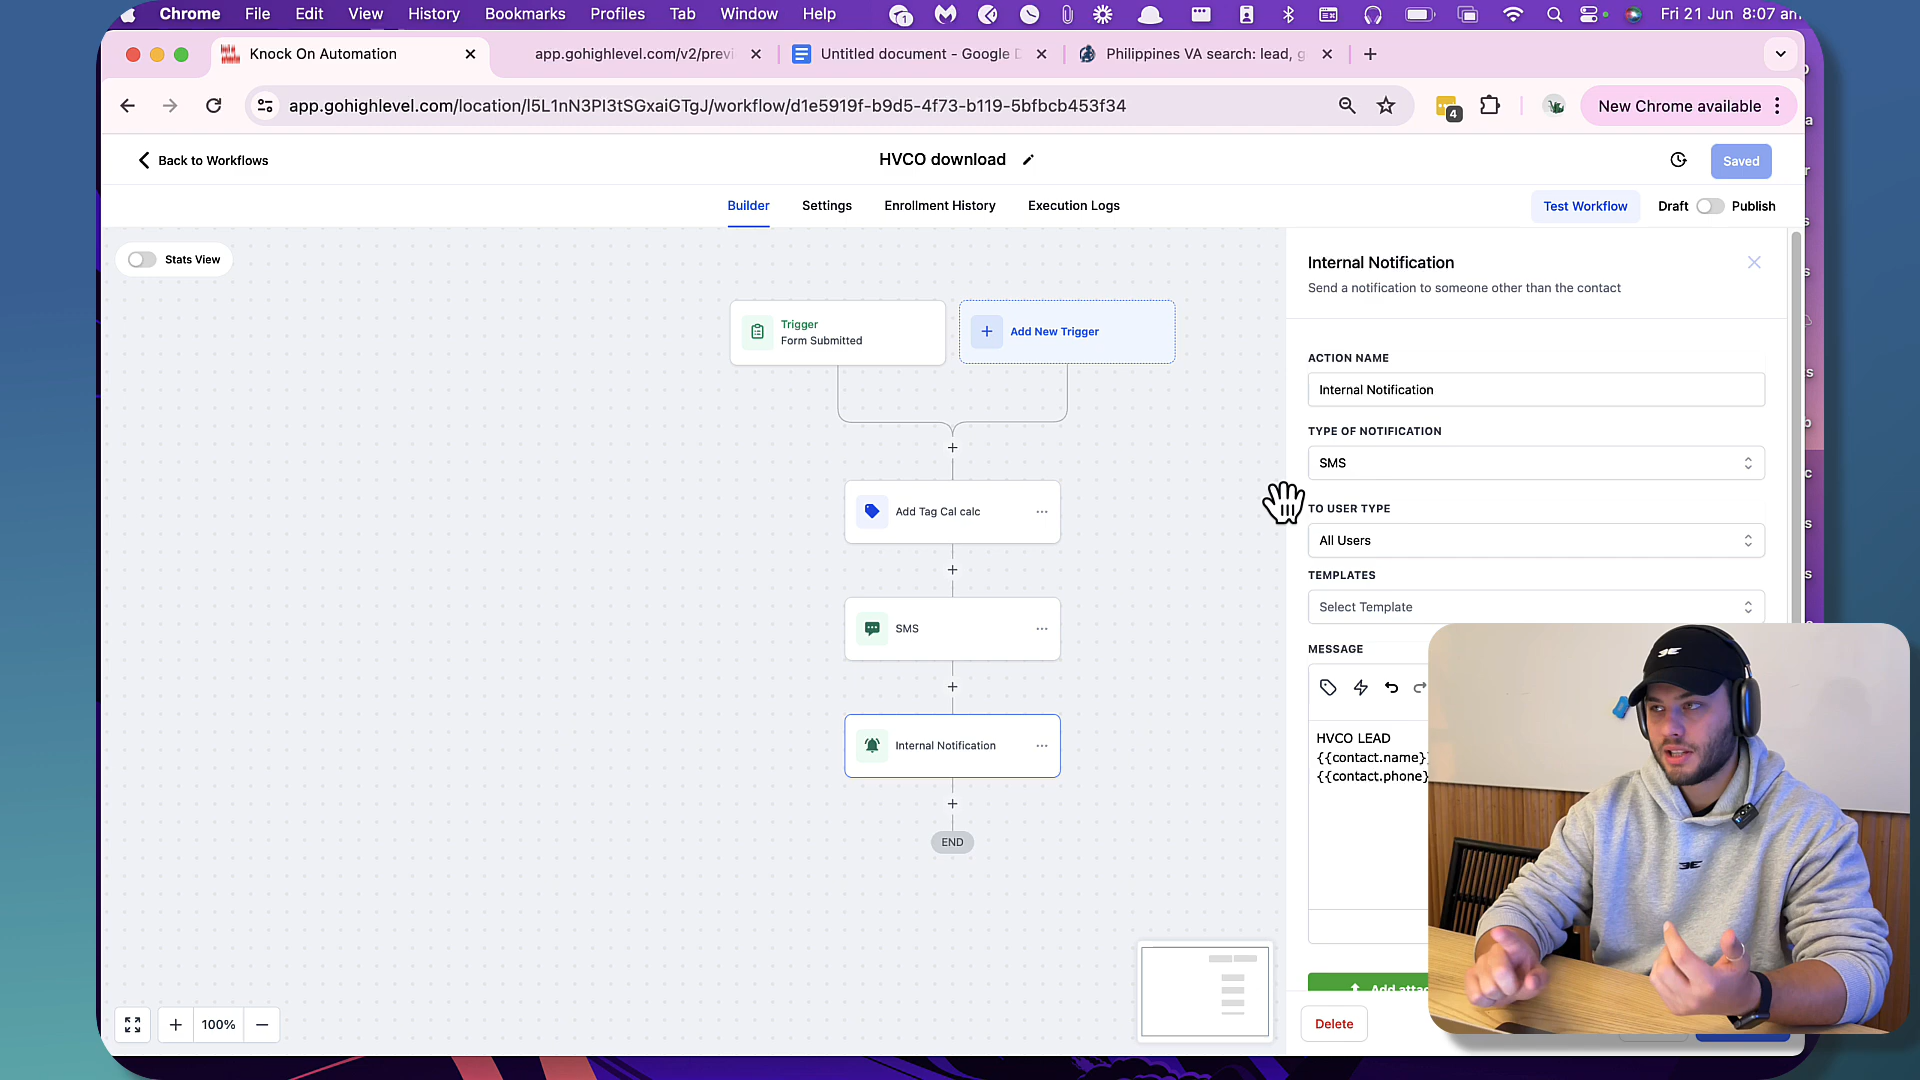 Chrome File Edit View History Bookmarks Profiles Tab Window Help Fri 21 Jun 8:07 am
Knock On Automation app.gohighlevel.com/v2/previ Untitled document - Google D Philippines VA search: lead, g
app.gohighlevel.com/location/l5L1nN3PI3tSGxaiGTgJ/workflow/d1e5919f-b9d5-4f73-b119-5bfbcb453f34 4 New Chrome available
Back to Workflows HVCO download Saved
Builder Settings Enrollment History Execution Logs Test Workflow Draft Publish
Stats View
Trigger
Form Submitted
Add New Trigger
Add Tag Cal calc
SMS
Internal Notification
END
100%
Internal Notification
Send a notification to someone other than the contact
ACTION NAME
Internal Notification
TYPE OF NOTIFICATION
SMS
TO USER TYPE
All Users
TEMPLATES
Select Template
MESSAGE
HVCO LEAD
{{contact.name}
{{contact.phone}
Add attac
Delete